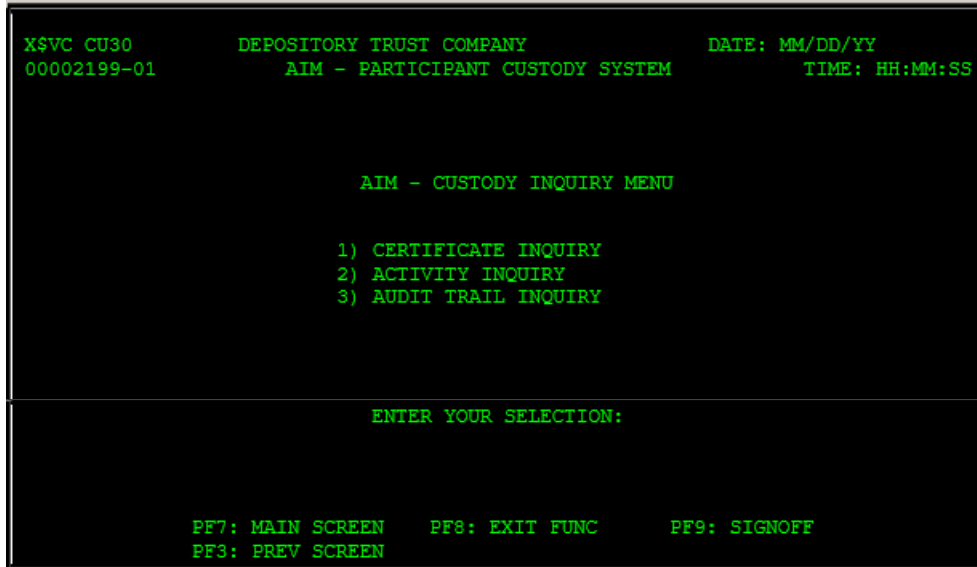 X$VC CU30 DEPOSITORY TRUST COMPANY DATE: MM/DD/YY
00002199-01 AIM - PARTICIPANT CUSTODY SYSTEM TIME: HH:MM:SS
AIM - CUSTODY INQUIRY MENU
1) CERTIFICATE INQUIRY
2) ACTIVITY INQUIRY
3) AUDIT TRAIL INQUIRY
ENTER YOUR SELECTION:
PF7: MAIN SCREEN PF8: EXIT FUNC PF9: SIGNOFF
PF3: PREV SCREEN